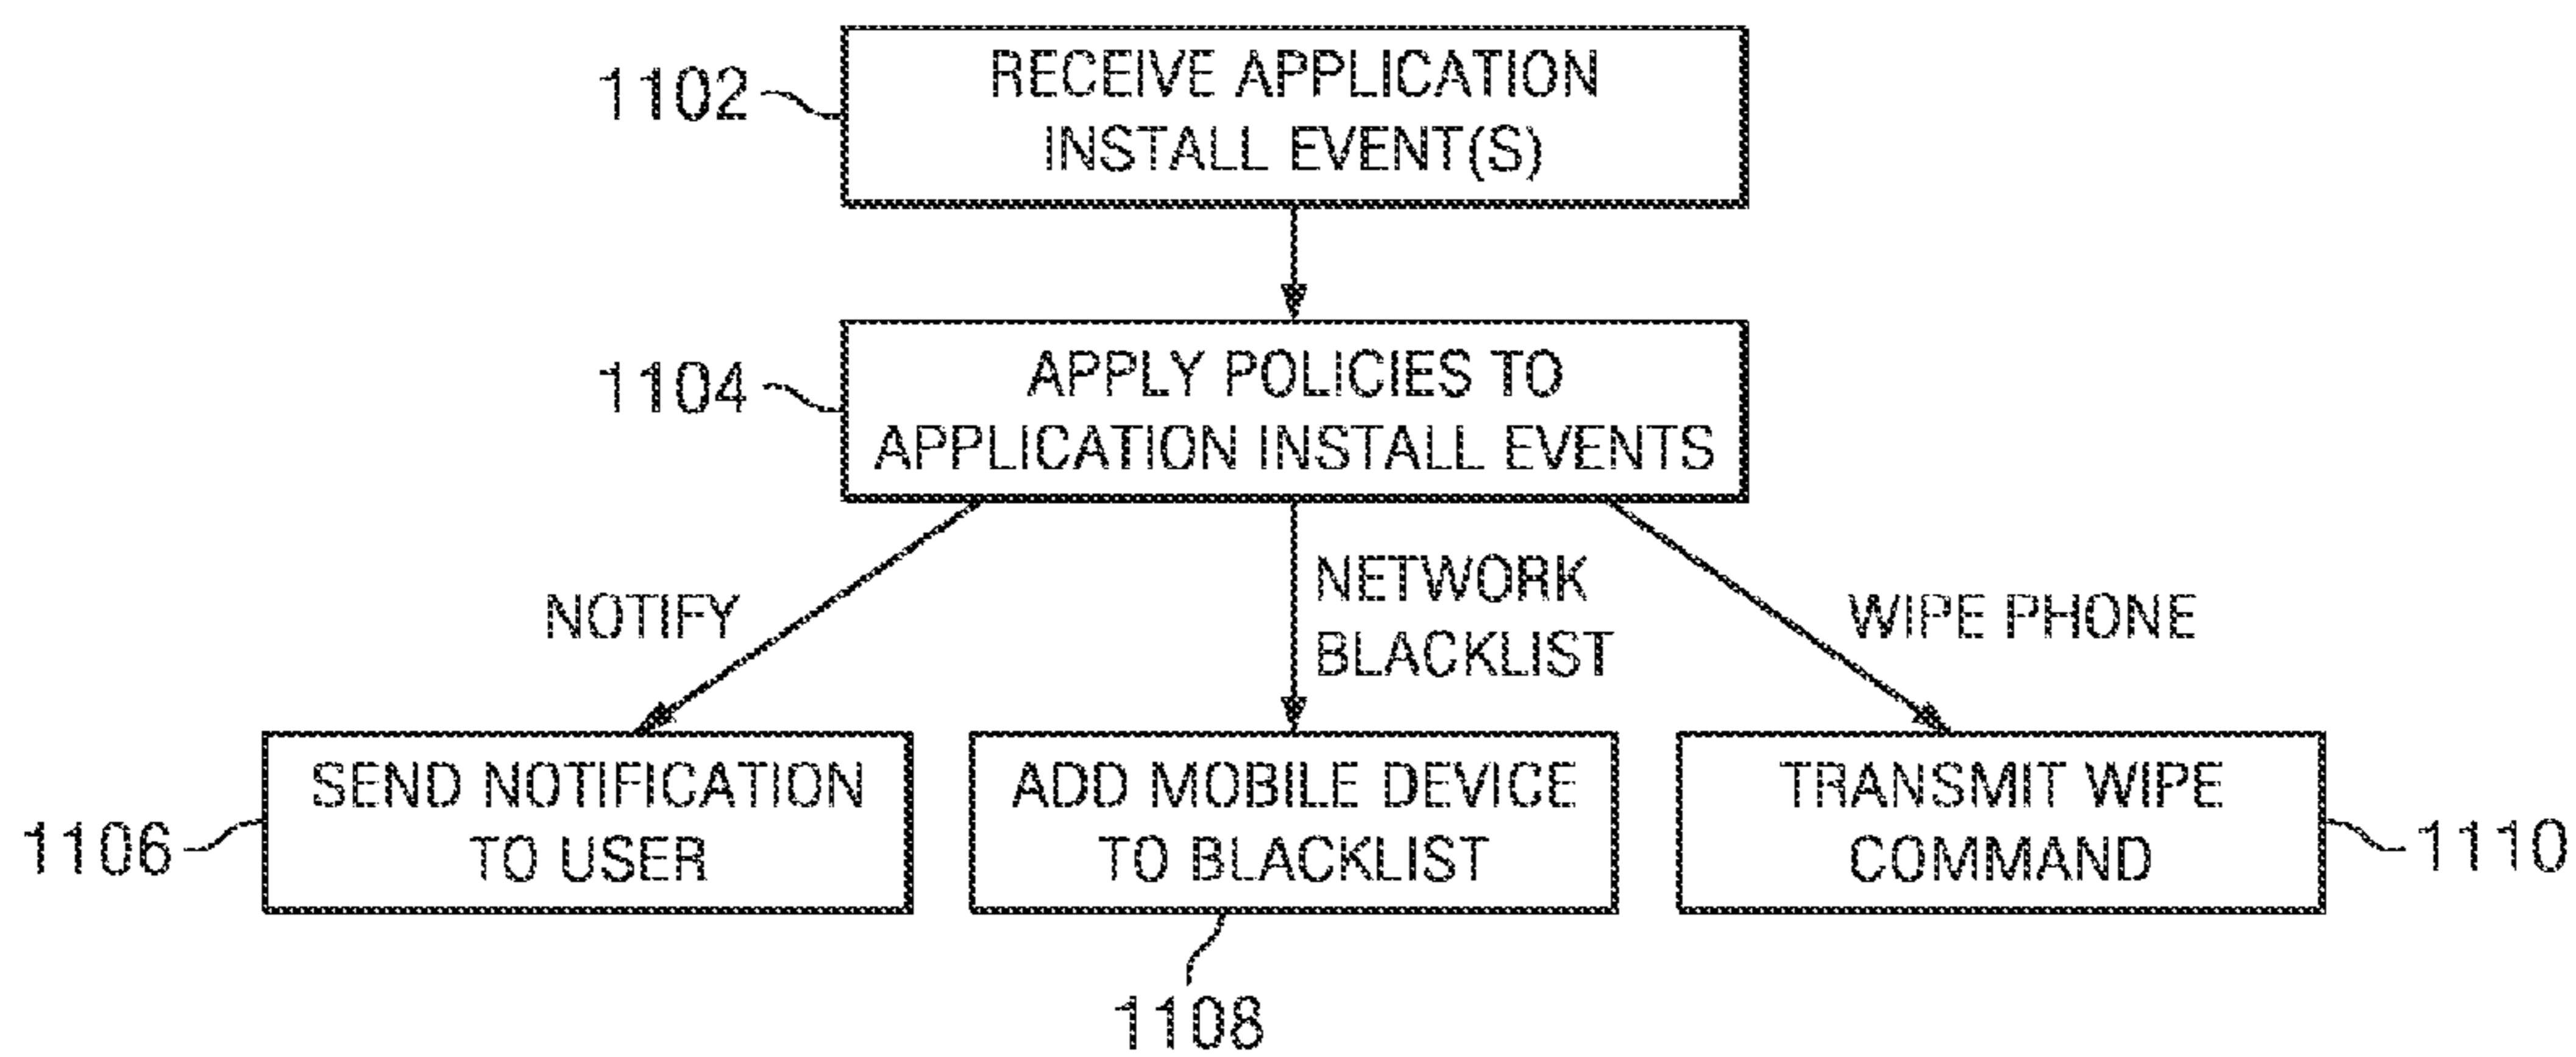 1102
RECEIVE APPLICATION
INSTALL EVENT(S)
1104
APPLY POLICIES TO
APPLICATION INSTALL EVENTS
NOTIFY
NETWORK
BLACKLIST
WIPE PHONE
1106
SEND NOTIFICATION
TO USER
ADD MOBILE DEVICE
TO BLACKLIST
1108
TRANSMIT WIPE
COMMAND
1110